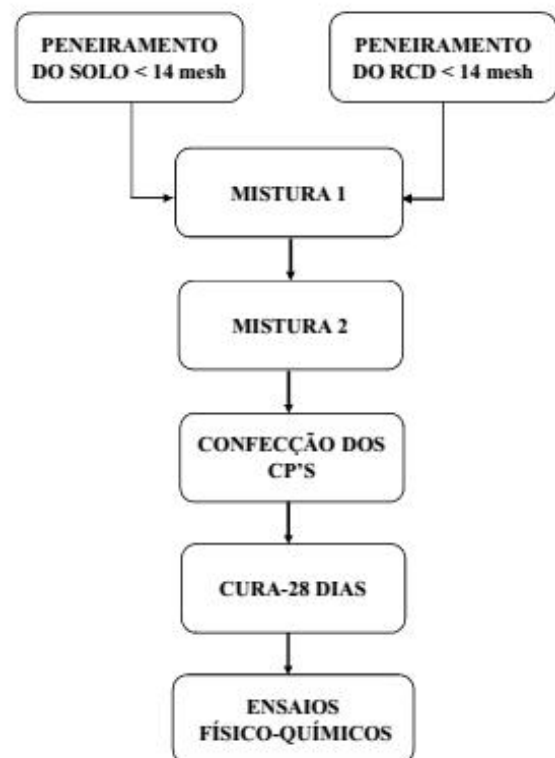 PENEIRAMENTO
DO SOLO < 14 mesh
PENEIRAMENTO
DO RCD < 14 mesh
MISTURA 1
MISTURA 2
CONFECÇÃO DOS
CP'S
CURA-28 DIAS
ENSAIOS
FÍSICO-QUÍMICOS